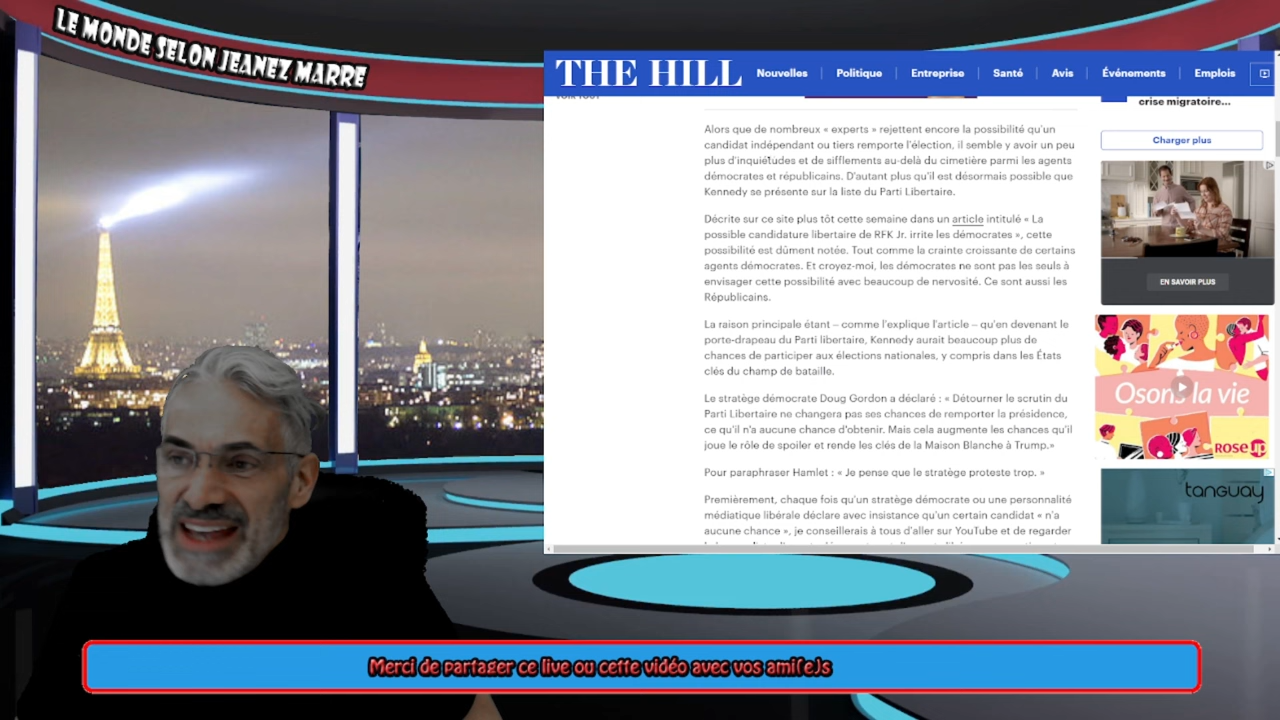 LE MONDE SELON JEANEZ MARRE
THE HILL
Nouvelles
Politique
Entreprise
Santé
Avis
Événements
Emplois
VOIR TOUT
crise migratoire...
Charger plus
Alors que de nombreux « experts » rejettent encore la possibilité qu'un
candidat indépendant ou tiers remporte l'élection, il semble y avoir un peu
plus d'inquiétudes et de sifflements au-delà du cimetière parmi les agents
démocrates et républicains. D'autant plus qu'il est désormais possible que
Kennedy se présente sur la liste du Parti Libertaire.
Décrite sur ce site plus tôt cette semaine dans un article intitulé « La
possible candidature libertaire de RFK Jr. irrite les démocrates », cette
possibilité est dûment notée. Tout comme la crainte croissante de certains
agents démocrates. Et croyez-moi, les démocrates ne sont pas les seuls à
envisager cette possibilité avec beaucoup de nervosité. Ce sont aussi les
Républicains.
La raison principale étant – comme l'explique l'article – qu'en devenant le
porte-drapeau du Parti libertaire, Kennedy aurait beaucoup plus de
chances de participer aux élections nationales, y compris dans les États
clés du champ de bataille.
Le stratège démocrate Doug Gordon a déclaré : « Détourner le scrutin du
Parti Libertaire ne changera pas ses chances de remporter la présidence,
ce qu'il n'a aucune chance d'obtenir. Mais cela augmente les chances qu'il
joue le rôle de spoiler et rende les clés de la Maison Blanche à Trump.»
Pour paraphraser Hamlet : « Je pense que le stratège proteste trop. »
Premièrement, chaque fois qu'un stratège démocrate ou une personnalité
médiatique libérale déclare avec insistance qu'un certain candidat « n'a
aucune chance », je conseillerais à tous d'aller sur YouTube et de regarder
EN SAVOIR PLUS
Osons la vie
ROSE UP
tanguay
Merci de partager ce live ou cette vidéo avec vos ami(e)s